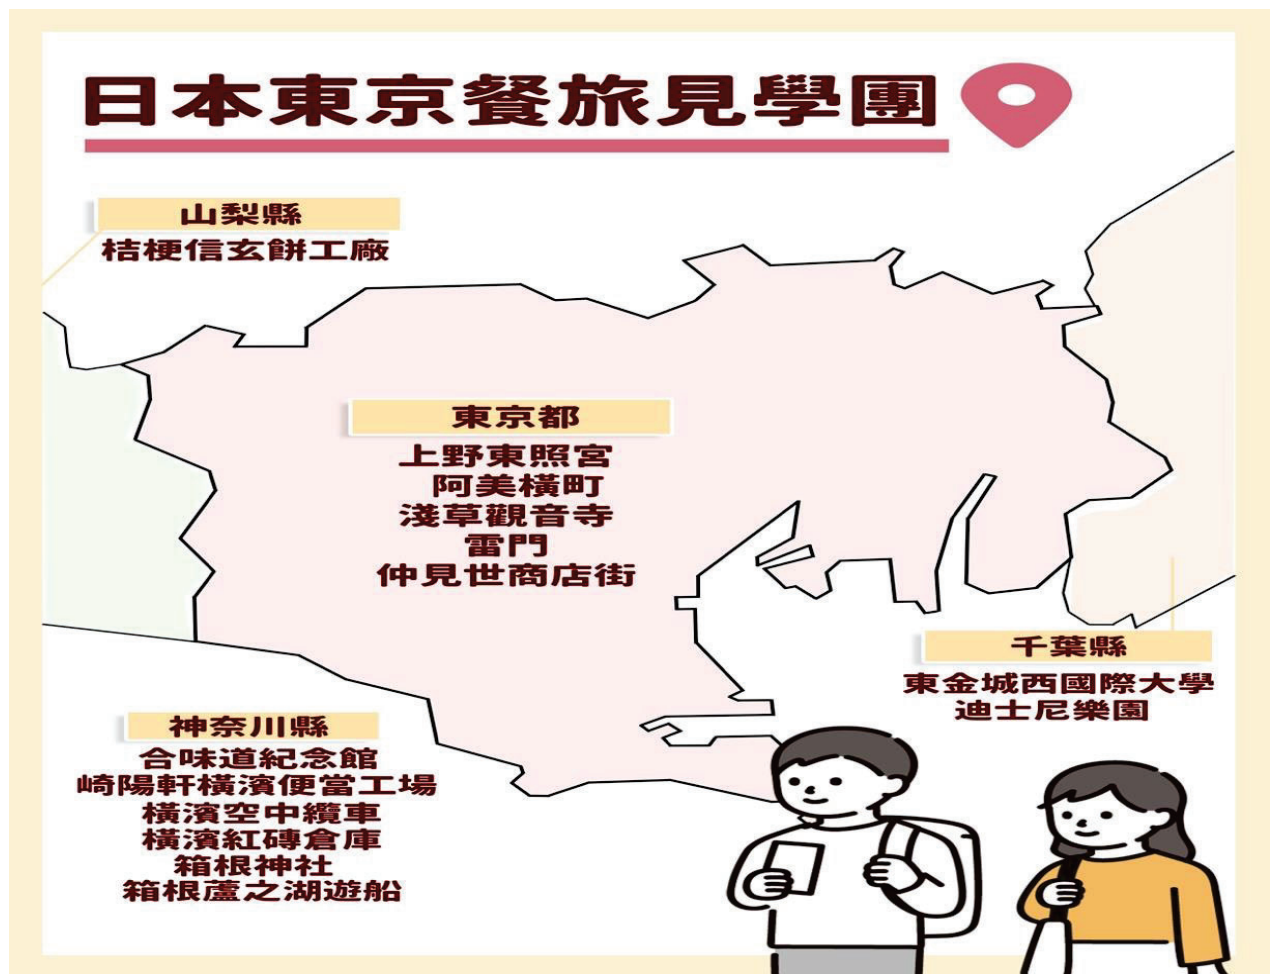 日本東京餐旅見學團
山梨縣
桔梗信玄餅工廠
東京都
上野東照宮
阿美橫町
淺草觀音寺
雷門
仲見世商店街
千葉縣
東金城西國際大學
迪士尼樂園
神奈川縣
合味道紀念館
崎陽軒橫濱便當工場
橫濱空中纜車
橫濱紅磚倉庫
箱根神社
箱根蘆之湖遊船